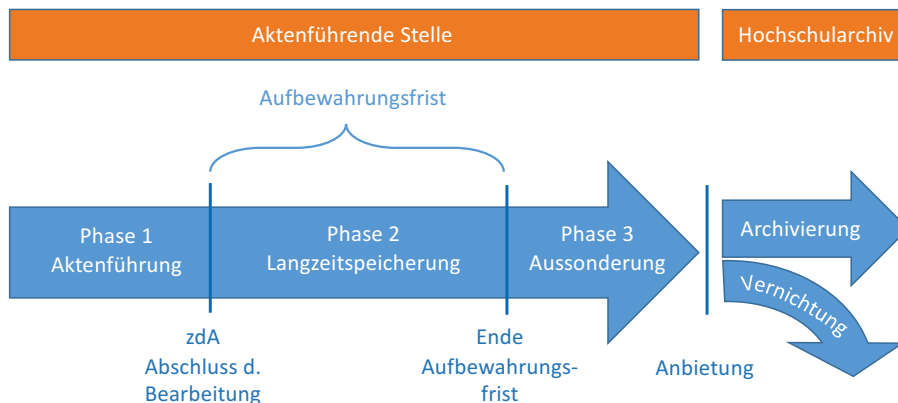 Aktenführende Stelle
Hochschularchiv
Aufbewahrungsfrist
Phase 1
Aktenführung
Phase 2
Langzeitspeicherung
Phase 3
Aussonderung
Archivierung
Vernichtung
zdA
Abschluss d.
Bearbeitung
Ende
Aufbewahrungs-
frist
Anbietung